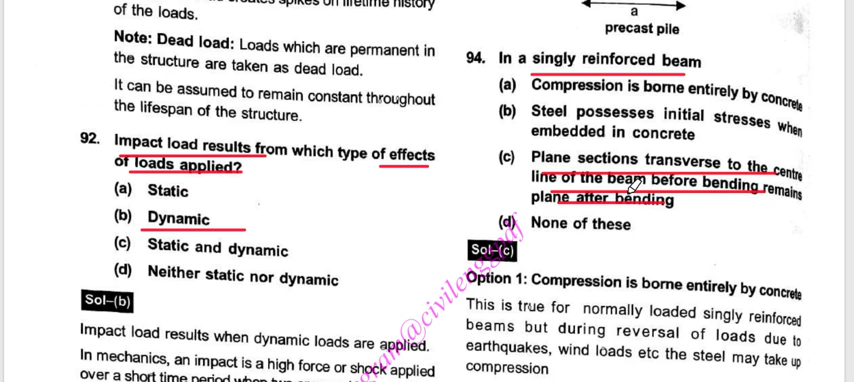 of the loads.
Note: Dead load: Loads which are permanent in
the structure are taken as dead load.
It can be assumed to remain constant throughout
the lifespan of the structure.
92. Impact load results from which type of effects
of loads applied?
(a) Static
(b) Dynamic
(c) Static and dynamic
(d) Neither static nor dynamic
Sol–(b)
Impact load results when dynamic loads are applied.
In mechanics, an impact is a high force or shock applied
over a short time period when
a
precast pile
94. In a singly reinforced beam
(a) Compression is borne entirely by concrete
(b) Steel possesses initial stresses when
embedded in concrete
(c) Plane sections transverse to the centre
line of the beam before bending remains
plane after bending
(d) None of these
Sol–(c)
Option 1: Compression is borne entirely by concrete
This is true for normally loaded singly reinforced
beams but during reversal of loads due to
earthquakes, wind loads etc the steel may take up
compression